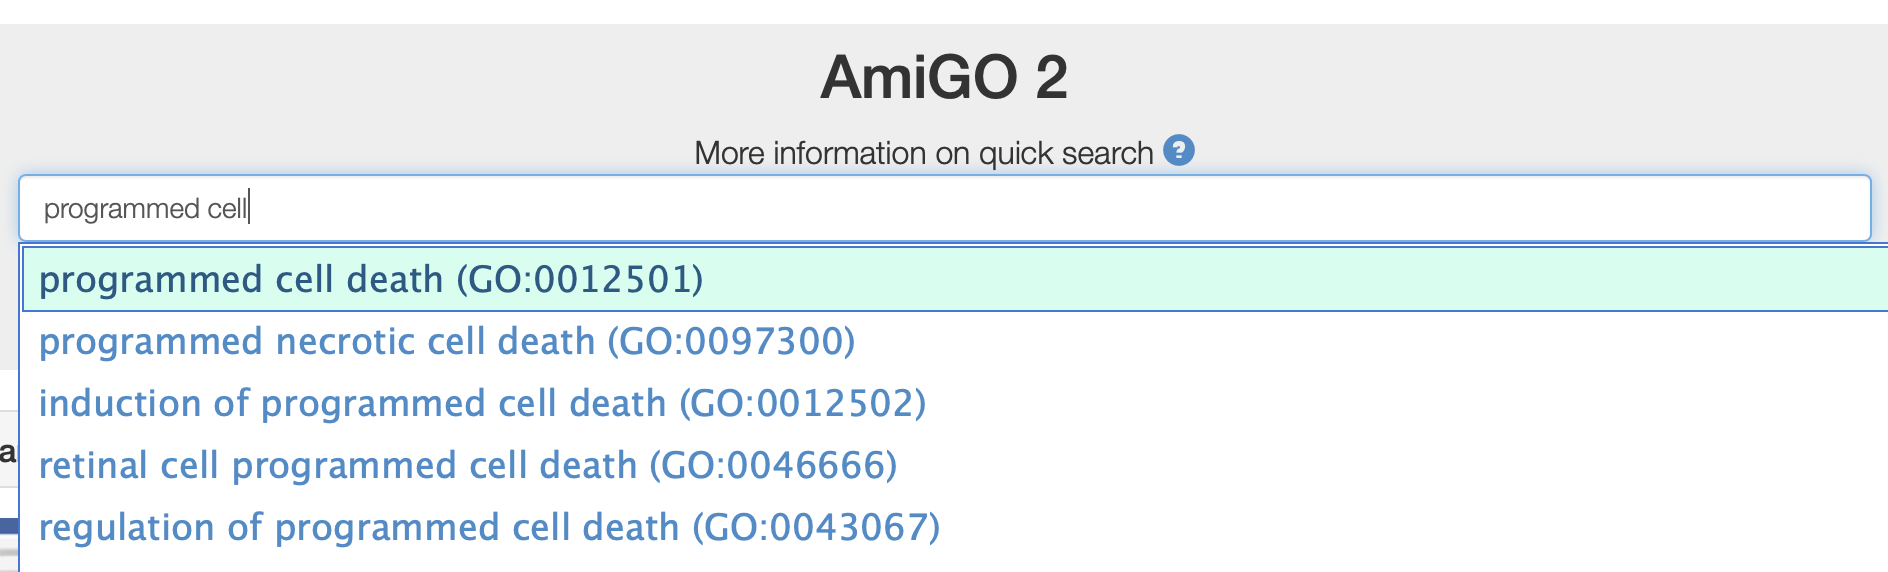 AmiGO 2
More information on quick search ?
programmed cell
programmed cell death (GO:0012501)
programmed necrotic cell death (GO:0097300)
induction of programmed cell death (GO:0012502)
retinal cell programmed cell death (GO:0046666)
regulation of programmed cell death (GO:0043067)